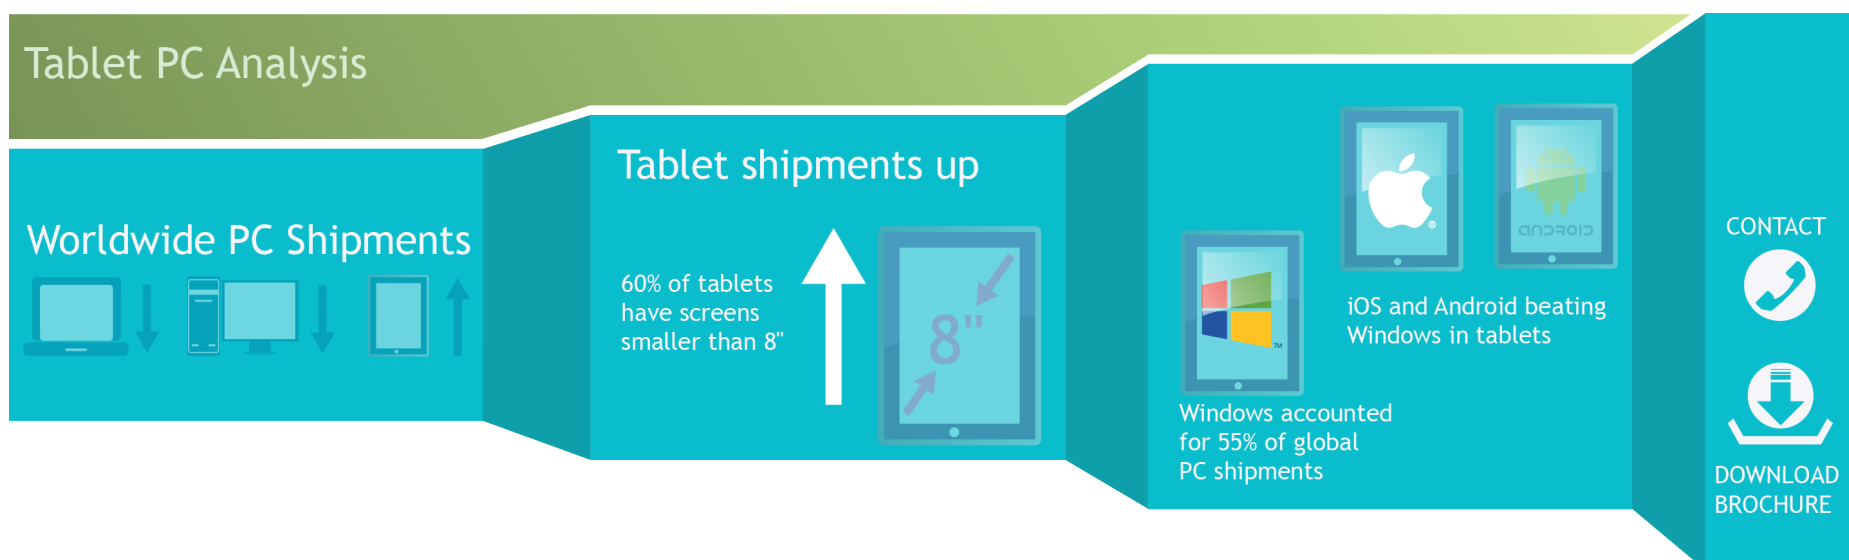 Tablet PC Analysis
Worldwide PC Shipments
Tablet shipments up
60% of tablets
have screens
smaller than 8"
8"
®
ANDROID
iOS and Android beating
Windows in tablets
TM
Windows accounted
for 55% of global
PC shipments
CONTACT
DOWNLOAD
BROCHURE